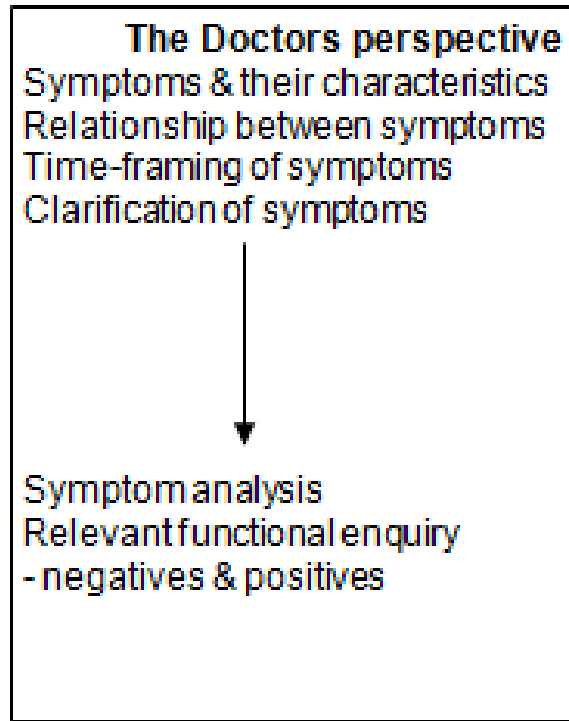 The Doctors perspective
Symptoms & their characteristics
Relationship between symptoms
Time-framing of symptoms
Clarification of symptoms
Symptom analysis
Relevant functional enquiry
- negatives & positives